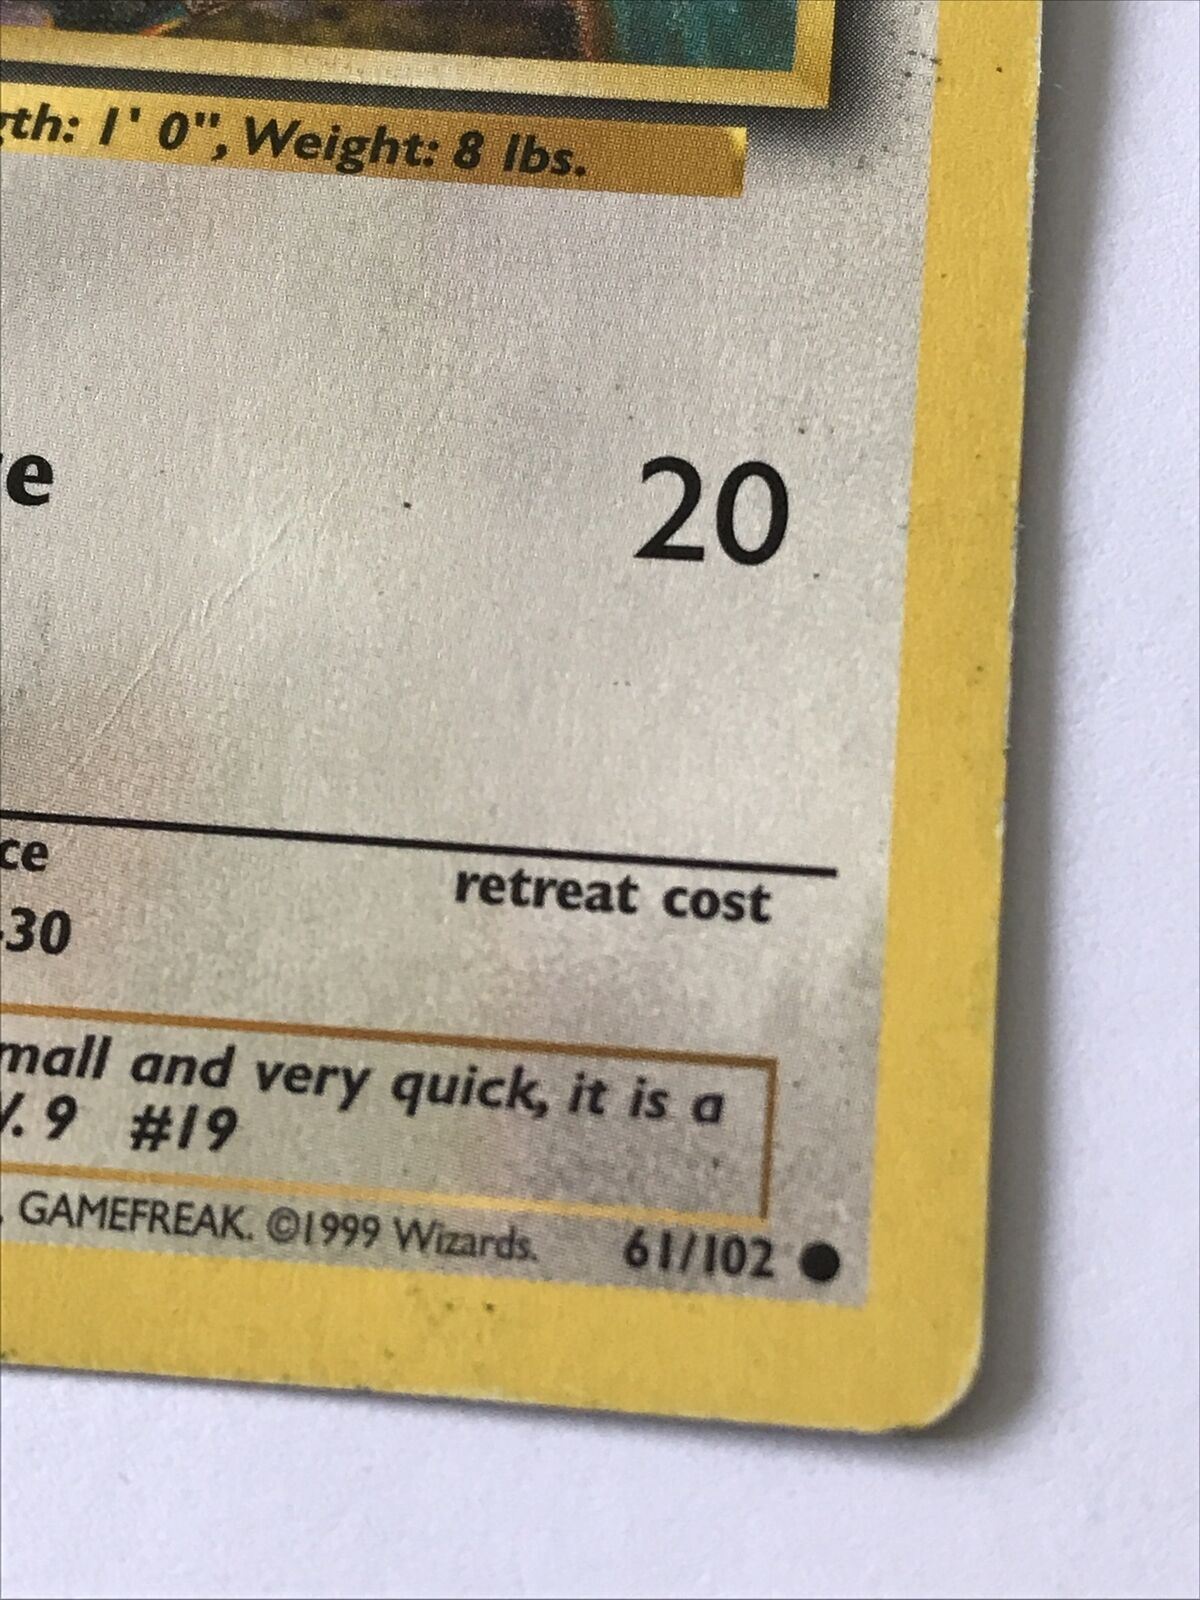 gth: 1' 0", Weight: 8 lbs.
e 20
ce retreat cost
-30
mall and very quick, it is a
V. 9 #19
, GAMEFREAK. ©1999 Wizards. 61/102 ●